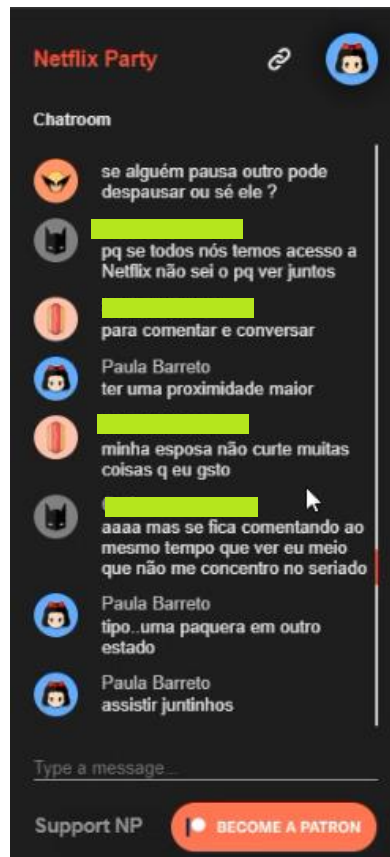 Netflix Party
Chatroom
se alguém pausa outro pode
despausar ou sé ele ?
pq se todos nós temos acesso a
Netflix não sei o pq ver juntos
para comentar e conversar
Paula Barreto
ter uma proximidade maior
minha esposa não curte muitas
coisas q eu gsto
aaaa mas se fica comentando ao
mesmo tempo que ver eu meio
que não me concentro no seriado
Paula Barreto
tipo..uma paquera em outro
estado
Paula Barreto
assistir juntinhos
Type a message...
Support NP
BECOME A PATRON